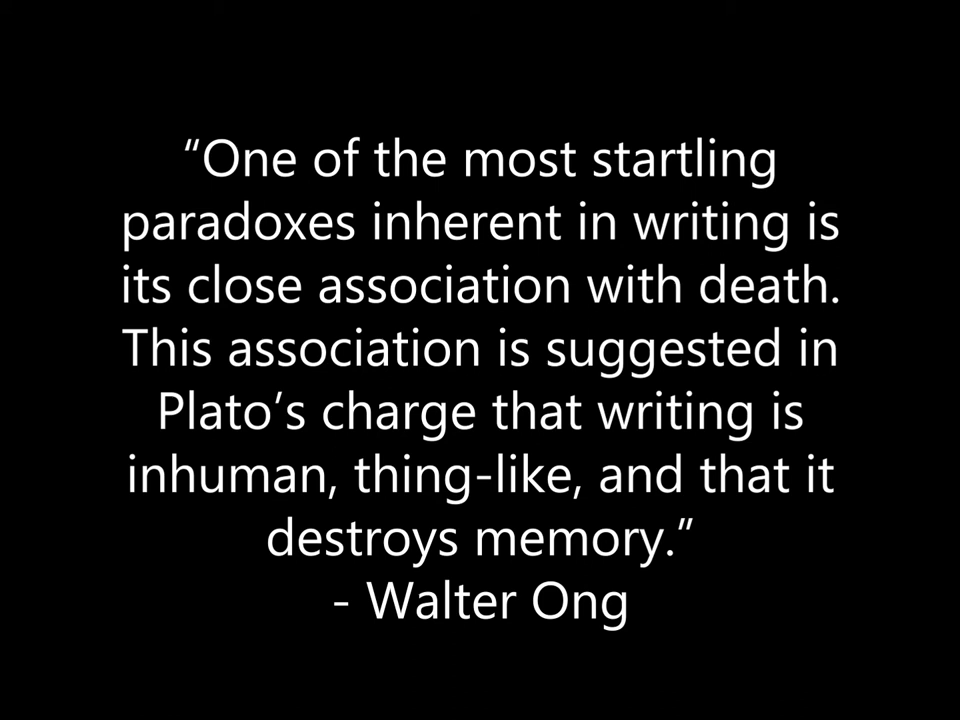 “One of the most startling
paradoxes inherent in writing is
its close association with death.
This association is suggested in
Plato’s charge that writing is
inhuman, thing-like, and that it
destroys memory.”
- Walter Ong